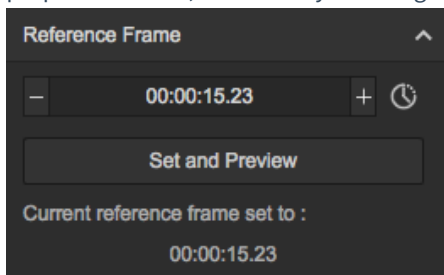 Reference Frame
− 00:00:15.23 +
Set and Preview
Current reference frame set to :
00:00:15.23